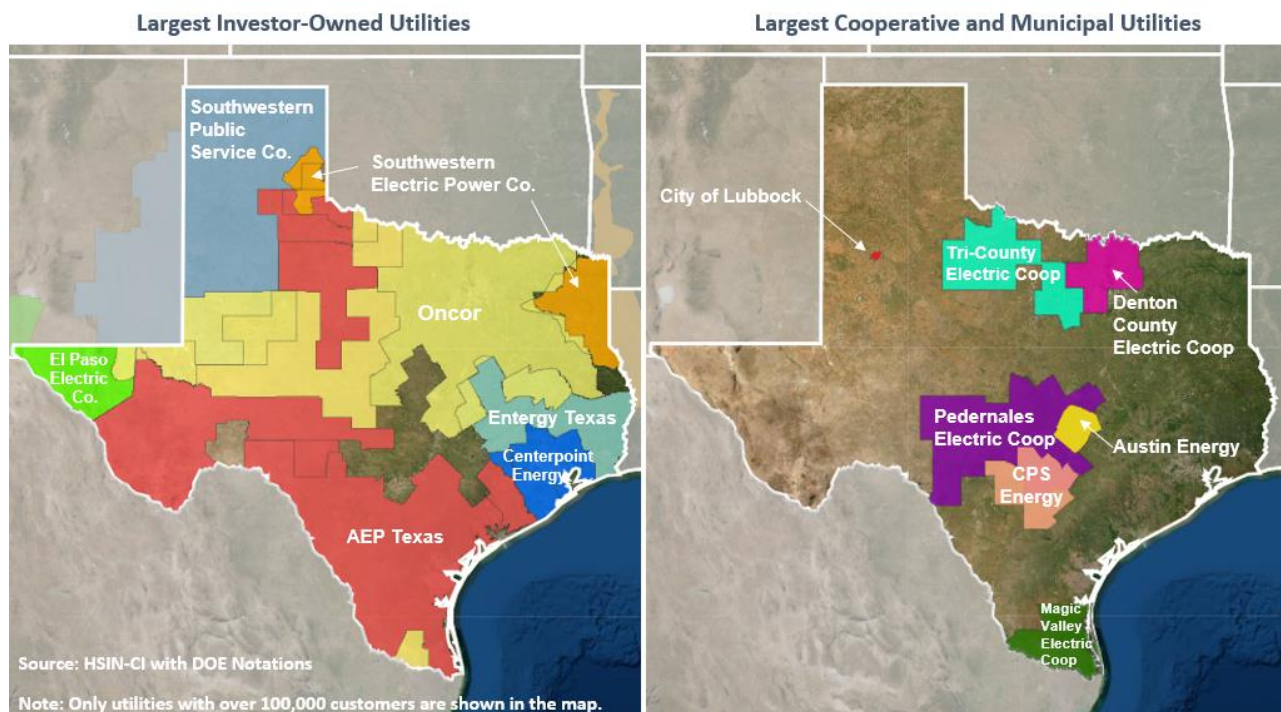 Largest Investor-Owned Utilities
Southwestern
Public
Service Co.
Southwestern
Electric Power Co.
Oncor
El Paso
Electric
Co.
Entergy Texas
Centerpoint
Energy
AEP Texas
Source: HSIN-CI with DOE Notations
Note: Only utilities with over 100,000 customers are shown in the map.
Largest Cooperative and Municipal Utilities
City of Lubbock
Tri-County
Electric Coop
Denton
County
Electric Coop
Pedernales
Electric Coop
Austin Energy
CPS
Energy
Magic
Valley
Electric
Coop